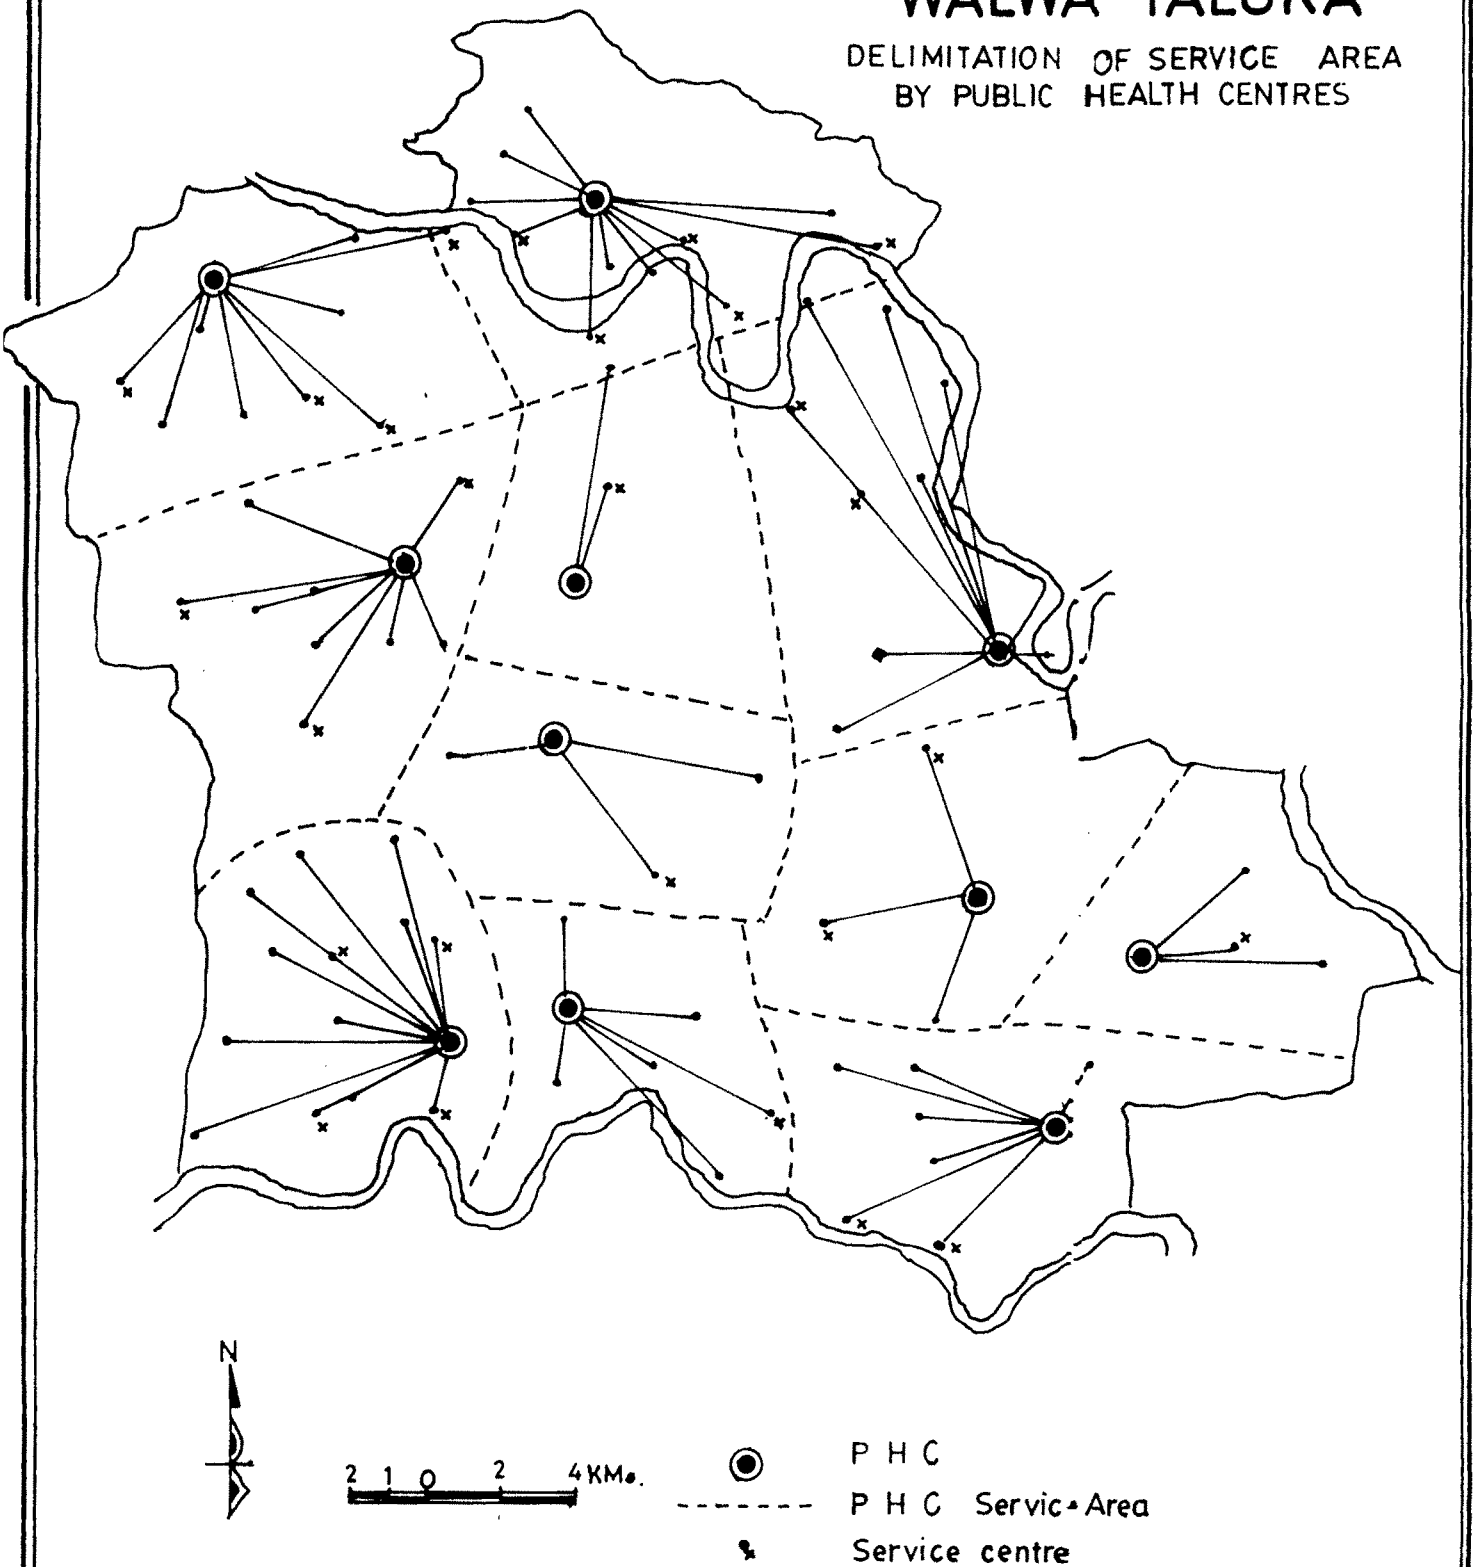 WALWA TALUKA
DELIMITATION OF SERVICE AREA
BY PUBLIC HEALTH CENTRES
N
2 1 0 2 4 KMs.
P H C
P H C Service Area
Service centre